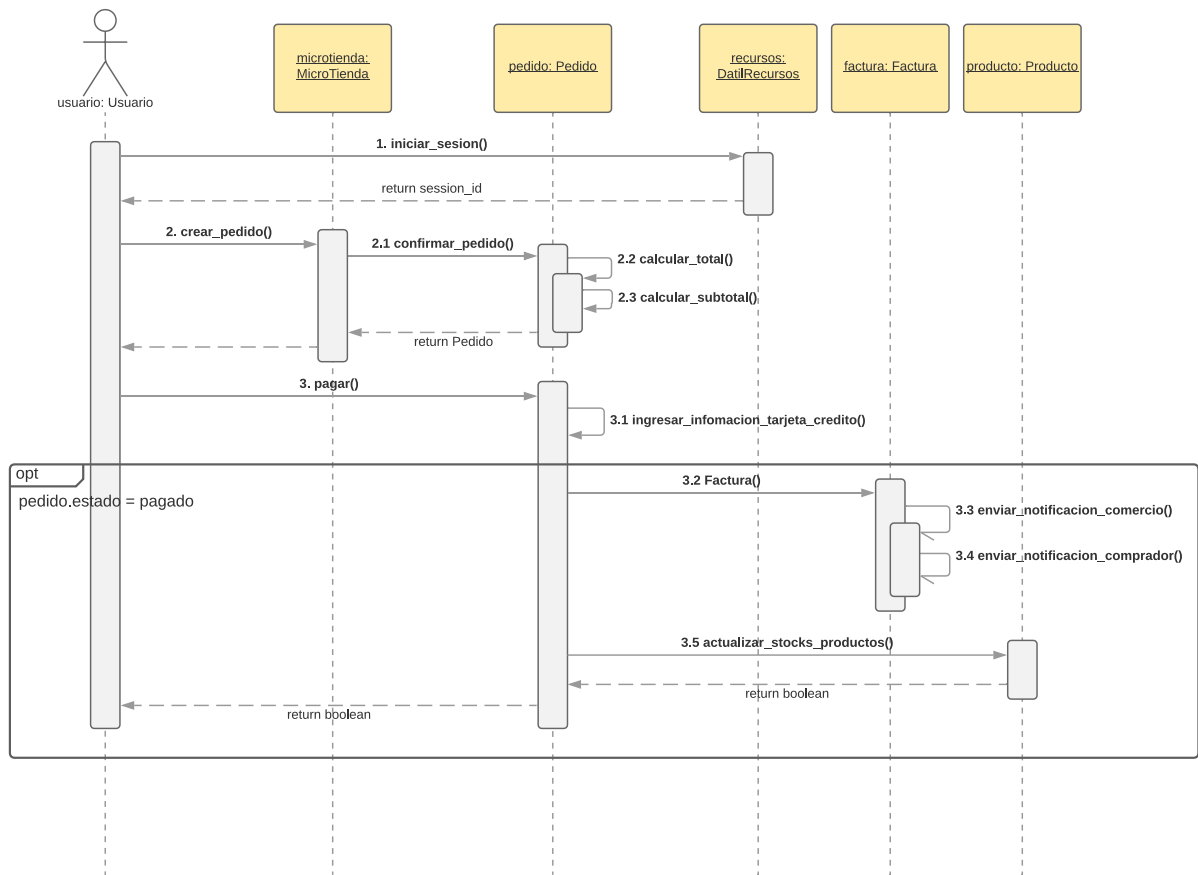 usuario: Usuario
microtienda:
MicroTienda
pedido: Pedido
recursos:
DatilRecursos
factura: Factura
producto: Producto
1. iniciar_sesion()
return session_id
2. crear_pedido()
2.1 confirmar_pedido()
2.2 calcular_total()
2.3 calcular_subtotal()
return Pedido
3. pagar()
3.1 ingresar_infomacion_tarjeta_credito()
opt
pedido.estado = pagado
3.2 Factura()
3.3 enviar_notificacion_comercio()
3.4 enviar_notificacion_comprador()
3.5 actualizar_stocks_productos()
return boolean
return boolean